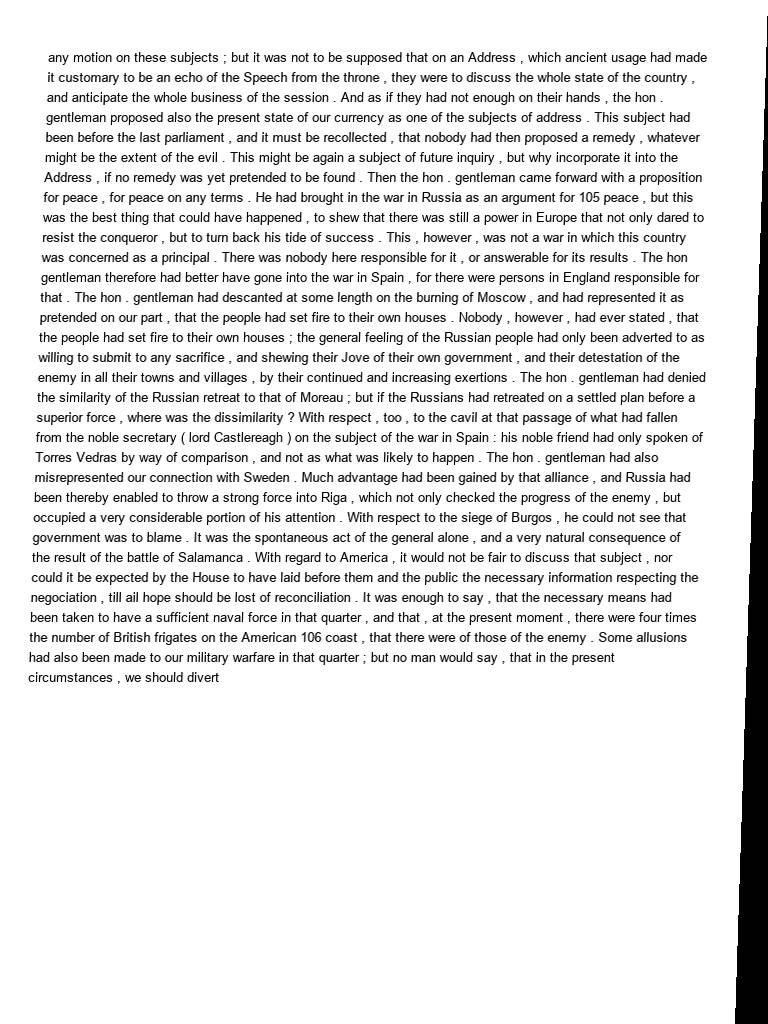 any motion on these subjects ; but it was not to be supposed that on an Address , which ancient usage had made
it customary to be an echo of the Speech from the throne , they were to discuss the whole state of the country ,
and anticipate the whole business of the session . And as if they had not enough on their hands , the hon .
gentleman proposed also the present state of our currency as one of the subjects of address . This subject had
been before the last parliament , and it must be recollected , that nobody had then proposed a remedy , whatever
might be the extent of the evil . This might be again a subject of future inquiry , but why incorporate it into the
Address , if no remedy was yet pretended to be found . Then the hon . gentleman came forward with a proposition
for peace , for peace on any terms . He had brought in the war in Russia as an argument for 105 peace , but this
was the best thing that could have happened , to shew that there was still a power in Europe that not only dared to
resist the conqueror , but to turn back his tide of success . This , however , was not a war in which this country
was concerned as a principal . There was nobody here responsible for it , or answerable for its results . The hon
gentleman therefore had better have gone into the war in Spain , for there were persons in England responsible for
that . The hon . gentleman had descanted at some length on the burning of Moscow , and had represented it as
pretended on our part , that the people had set fire to their own houses . Nobody , however , had ever stated , that
the people had set fire to their own houses ; the general feeling of the Russian people had only been adverted to as
willing to submit to any sacrifice , and shewing their Jove of their own government , and their detestation of the
enemy in all their towns and villages , by their continued and increasing exertions . The hon . gentleman had denied
the similarity of the Russian retreat to that of Moreau ; but if the Russians had retreated on a settled plan before a
superior force , where was the dissimilarity ? With respect , too , to the cavil at that passage of what had fallen
from the noble secretary ( lord Castlereagh ) on the subject of the war in Spain : his noble friend had only spoken of
Torres Vedras by way of comparison , and not as what was likely to happen . The hon . gentleman had also
misrepresented our connection with Sweden . Much advantage had been gained by that alliance , and Russia had
been thereby enabled to throw a strong force into Riga , which not only checked the progress of the enemy , but
occupied a very considerable portion of his attention . With respect to the siege of Burgos , he could not see that
government was to blame . It was the spontaneous act of the general alone , and a very natural consequence of
the result of the battle of Salamanca . With regard to America , it would not be fair to discuss that subject , nor
could it be expected by the House to have laid before them and the public the necessary information respecting the
negociation , till ail hope should be lost of reconciliation . It was enough to say , that the necessary means had
been taken to have a sufficient naval force in that quarter , and that , at the present moment , there were four times
the number of British frigates on the American 106 coast , that there were of those of the enemy . Some allusions
had also been made to our military warfare in that quarter ; but no man would say , that in the present
circumstances , we should divert